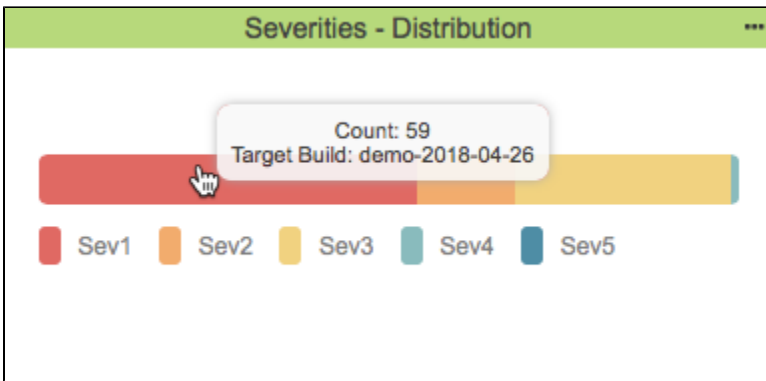 Severities - Distribution
Count: 59
Target Build: demo-2018-04-26
Sev1 Sev2 Sev3 Sev4 Sev5